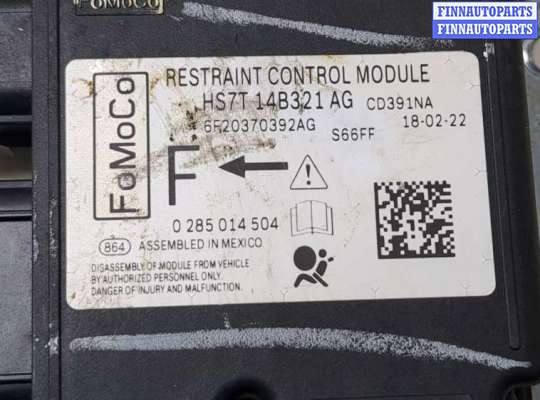 FoMoCo
FINNAUTOPARTS
FINNAUTOPARTS
FoMoCo
RESTRAINT CONTROL MODULE
HS7T 14B321 AG CD391NA
6F20370392AG S66FF 18-02-22
F
0 285 014 504
864 ASSEMBLED IN MEXICO
DISASSEMBLY OF MODULE FROM VEHICLE
BY AUTHORIZED PERSONNEL ONLY.
DANGER OF INJURY AND MALFUNCTION.